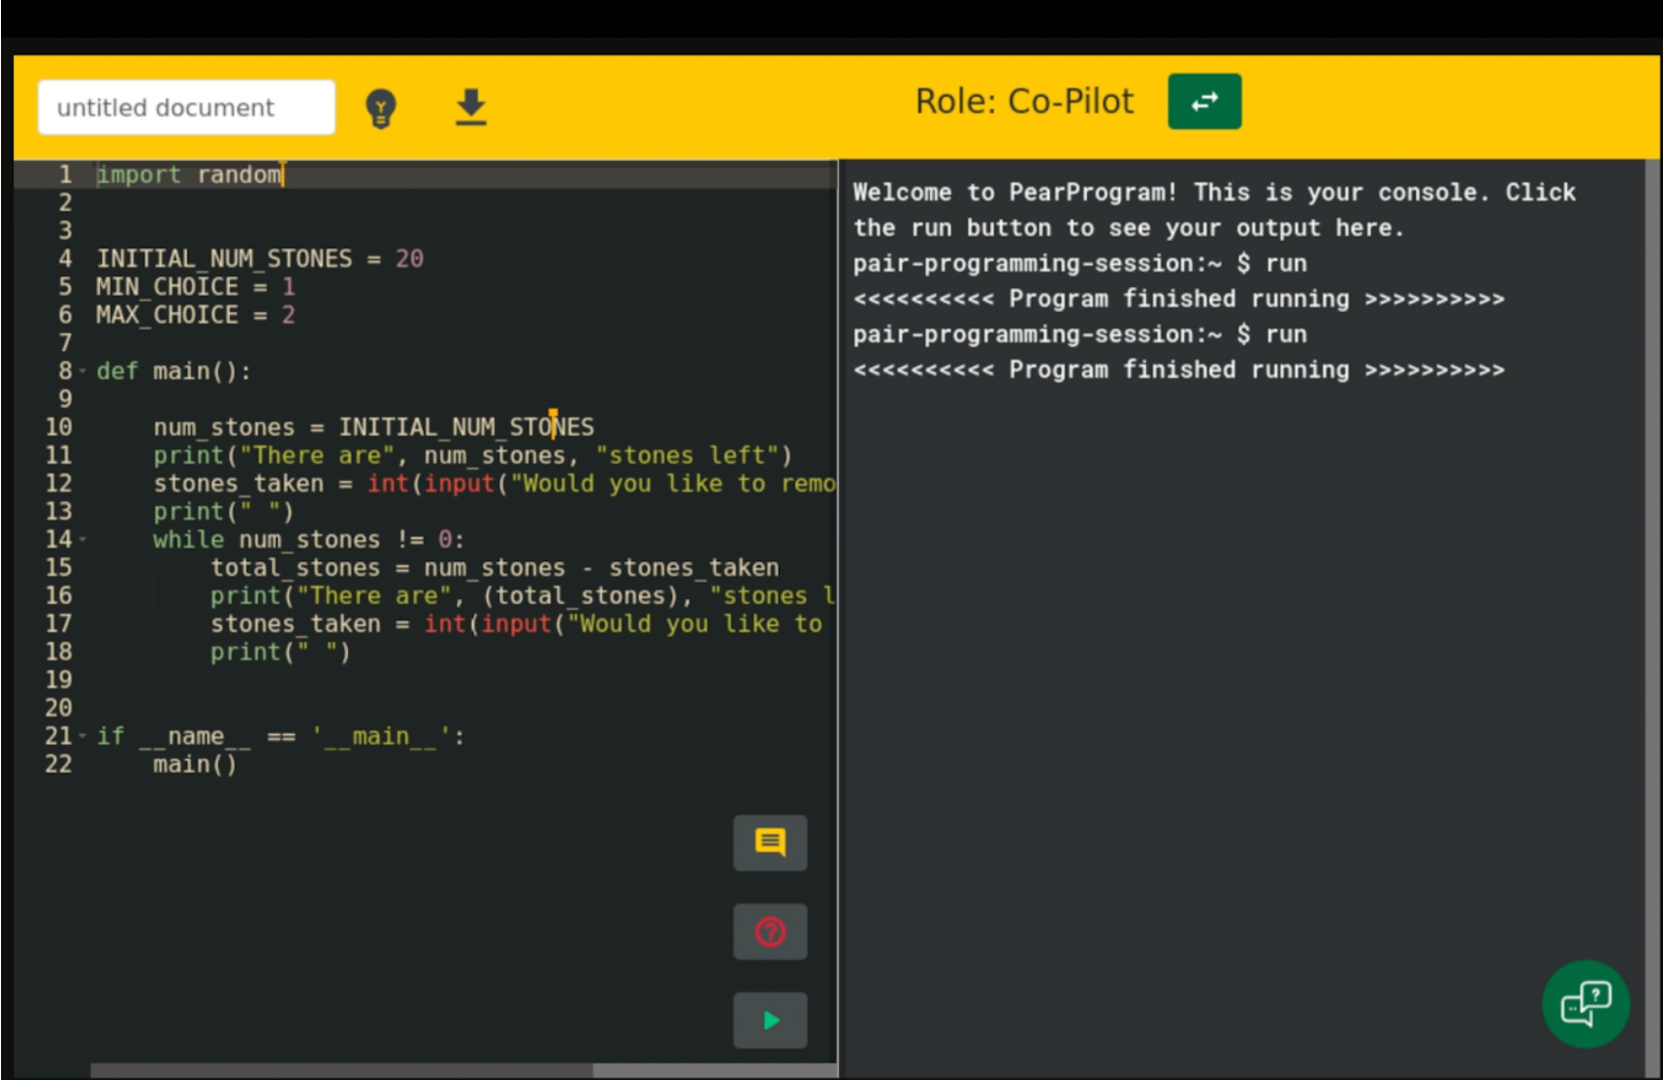 untitled document
Role: Co-Pilot
1 import random
2
3
4 INITIAL_NUM_STONES = 20
5 MIN_CHOICE = 1
6 MAX_CHOICE = 2
7
8 def main():
9
10 num_stones = INITIAL_NUM_STONES
11 print("There are", num_stones, "stones left")
12 stones_taken = int(input("Would you like to remo
13 print(" ")
14 while num_stones != 0:
15 total_stones = num_stones - stones_taken
16 print("There are", (total_stones), "stones l
17 stones_taken = int(input("Would you like to
18 print(" ")
19
20
21 if __name__ == '__main__':
22 main()
Welcome to PearProgram! This is your console. Click
the run button to see your output here.
pair-programming-session:~ $ run
<<<<<<<<<< Program finished running >>>>>>>>>>
pair-programming-session:~ $ run
<<<<<<<<<< Program finished running >>>>>>>>>>